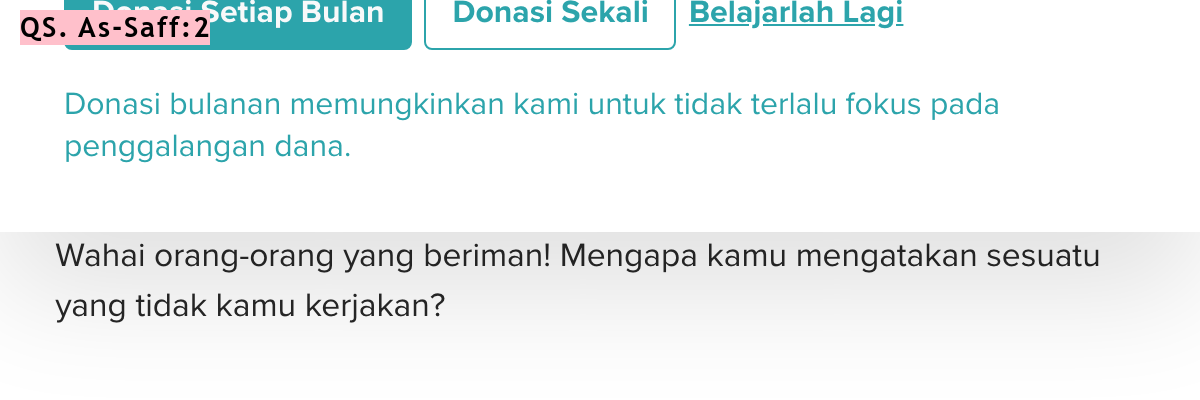 Donasi Setiap Bulan Donasi Sekali Belajarlah Lagi
QS. As-Saff:2
Donasi bulanan memungkinkan kami untuk tidak terlalu fokus pada
penggalangan dana.
Wahai orang-orang yang beriman! Mengapa kamu mengatakan sesuatu
yang tidak kamu kerjakan?